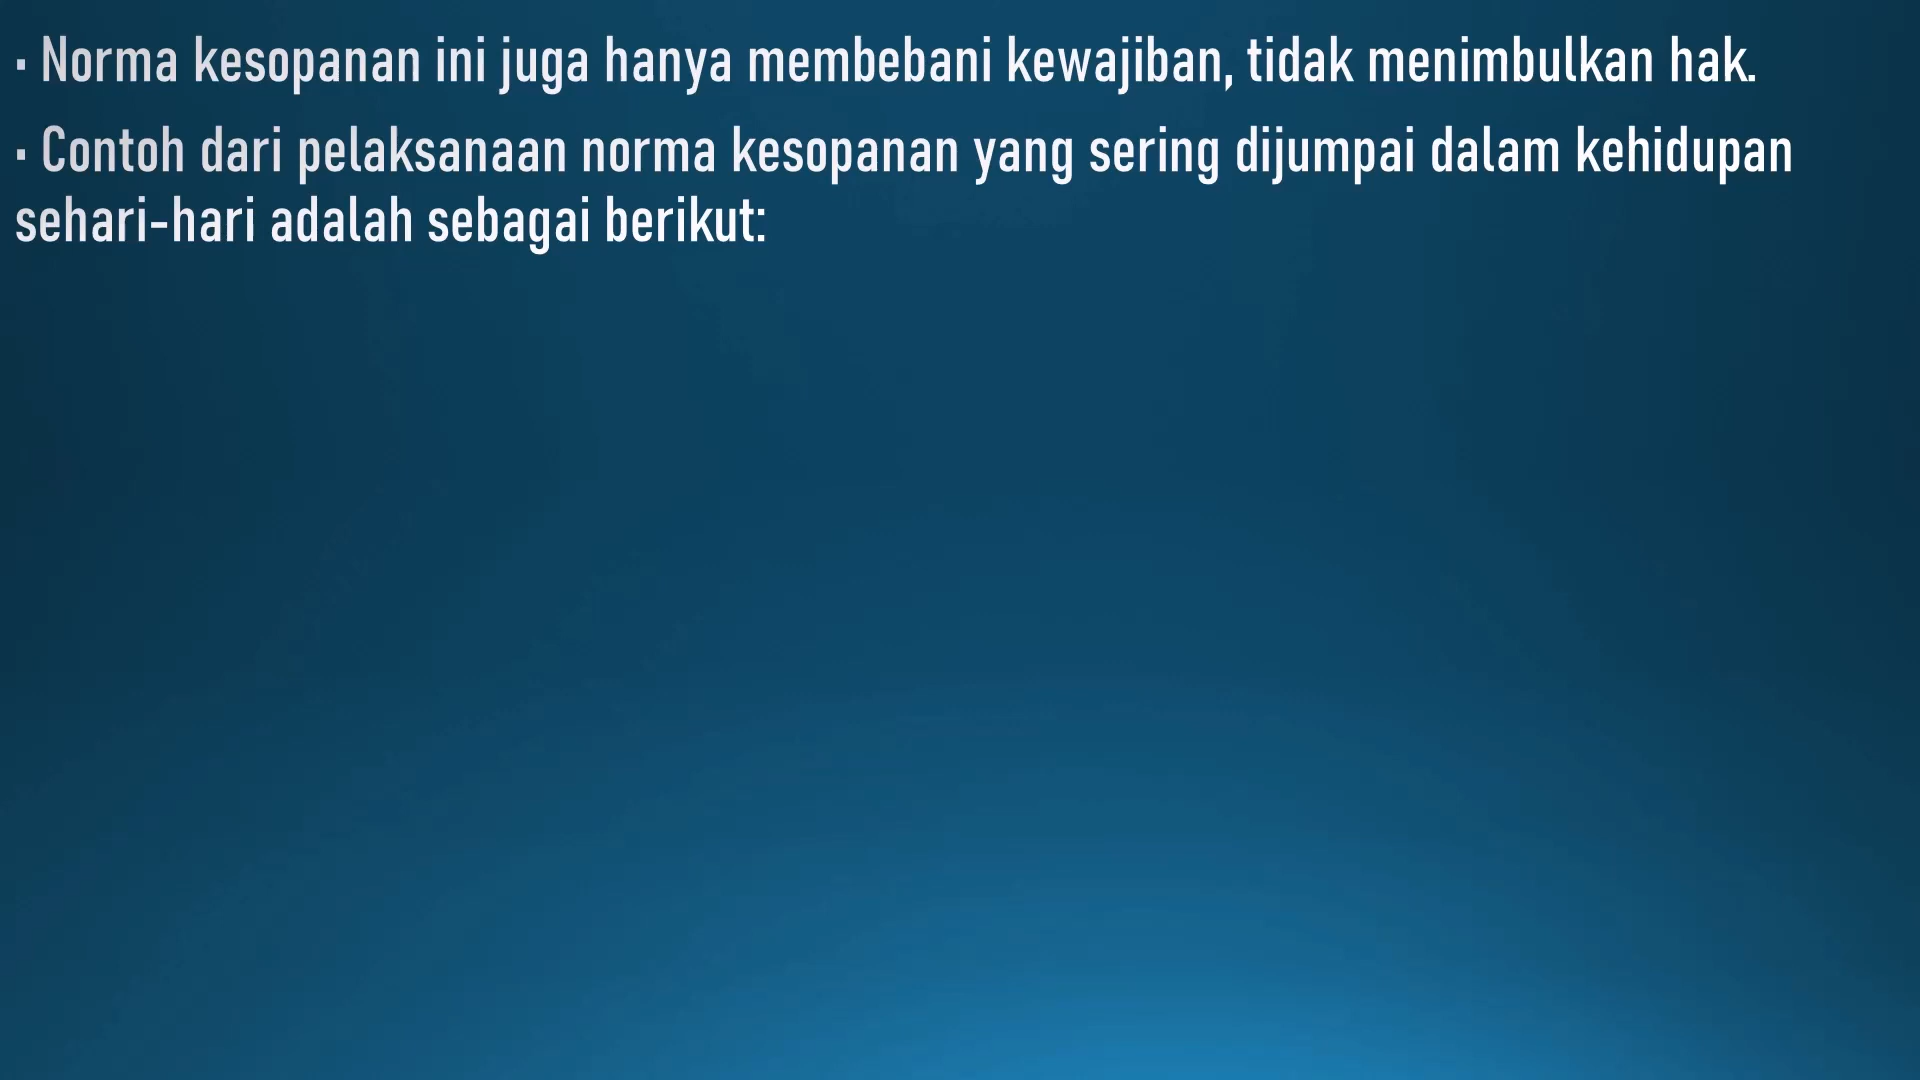 ▪ Norma kesopanan ini juga hanya membebani kewajiban, tidak menimbulkan hak.
▪ Contoh dari pelaksanaan norma kesopanan yang sering dijumpai dalam kehidupan
sehari-hari adalah sebagai berikut: